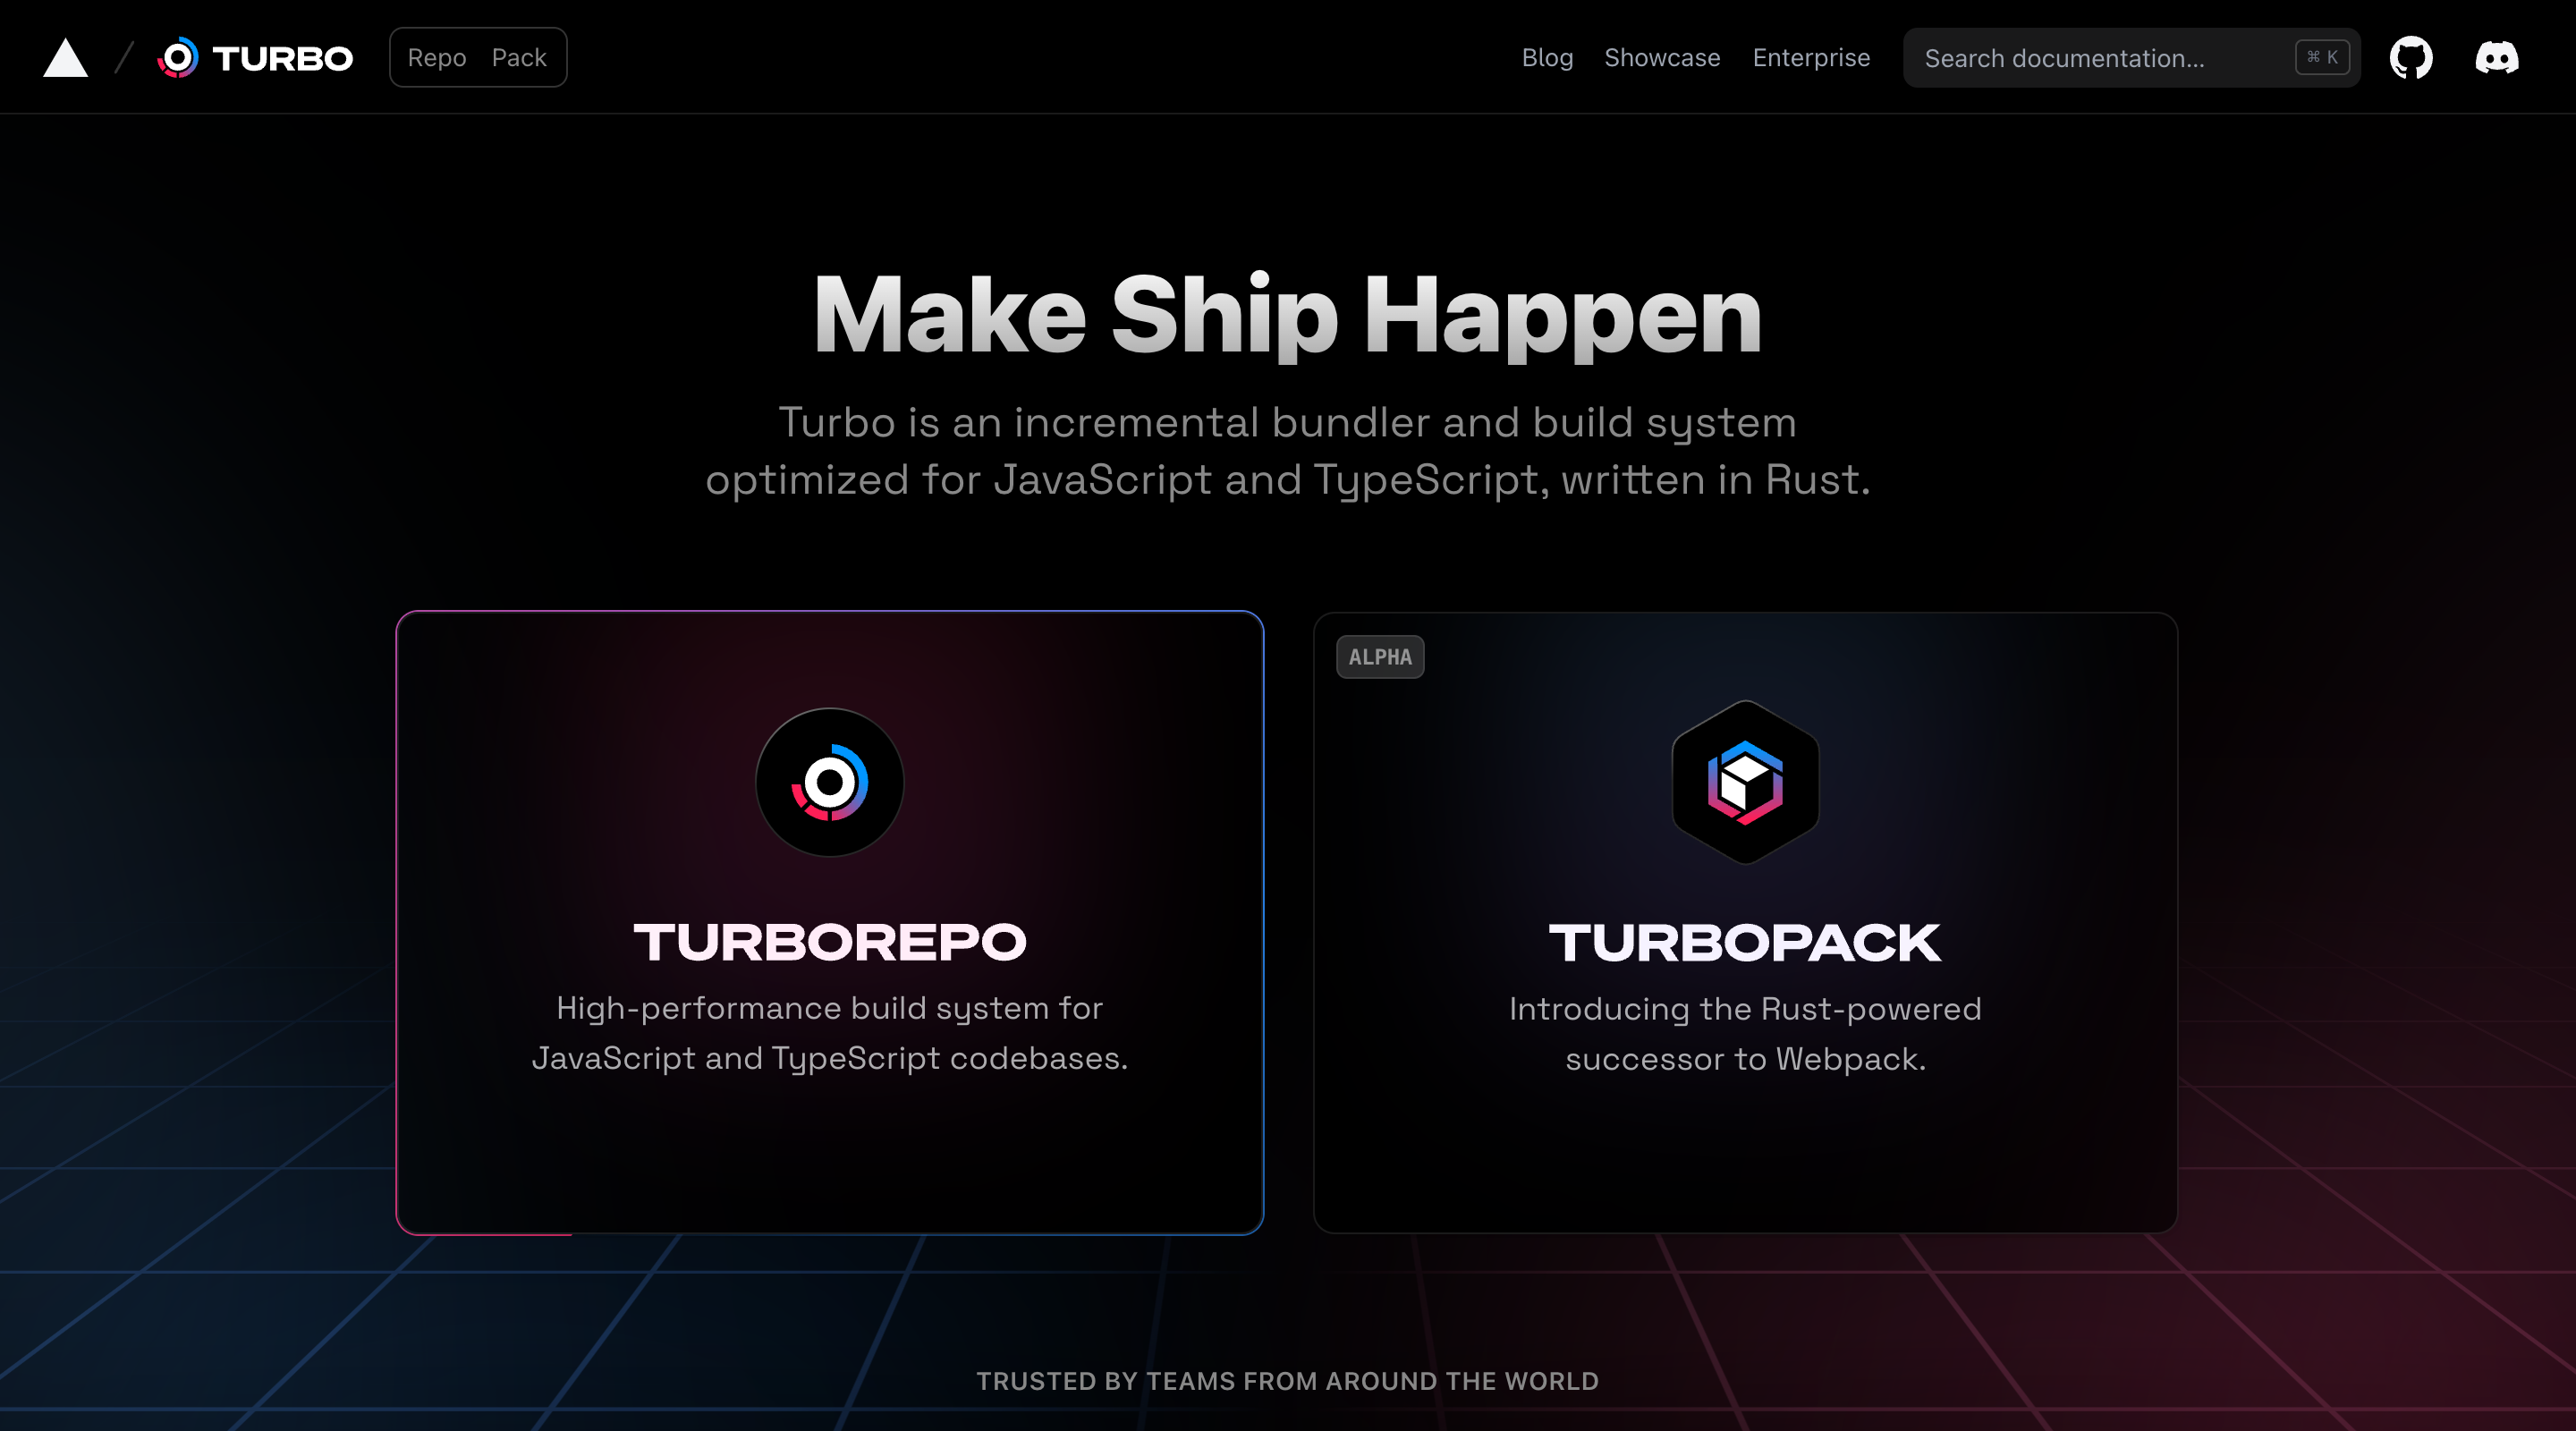 TURBO
Repo Pack
Blog Showcase Enterprise
Search documentation... ⌘ K
Make Ship Happen
Turbo is an incremental bundler and build system
optimized for JavaScript and TypeScript, written in Rust.
TURBOREPO
High-performance build system for
JavaScript and TypeScript codebases.
ALPHA
TURBOPACK
Introducing the Rust-powered
successor to Webpack.
TRUSTED BY TEAMS FROM AROUND THE WORLD